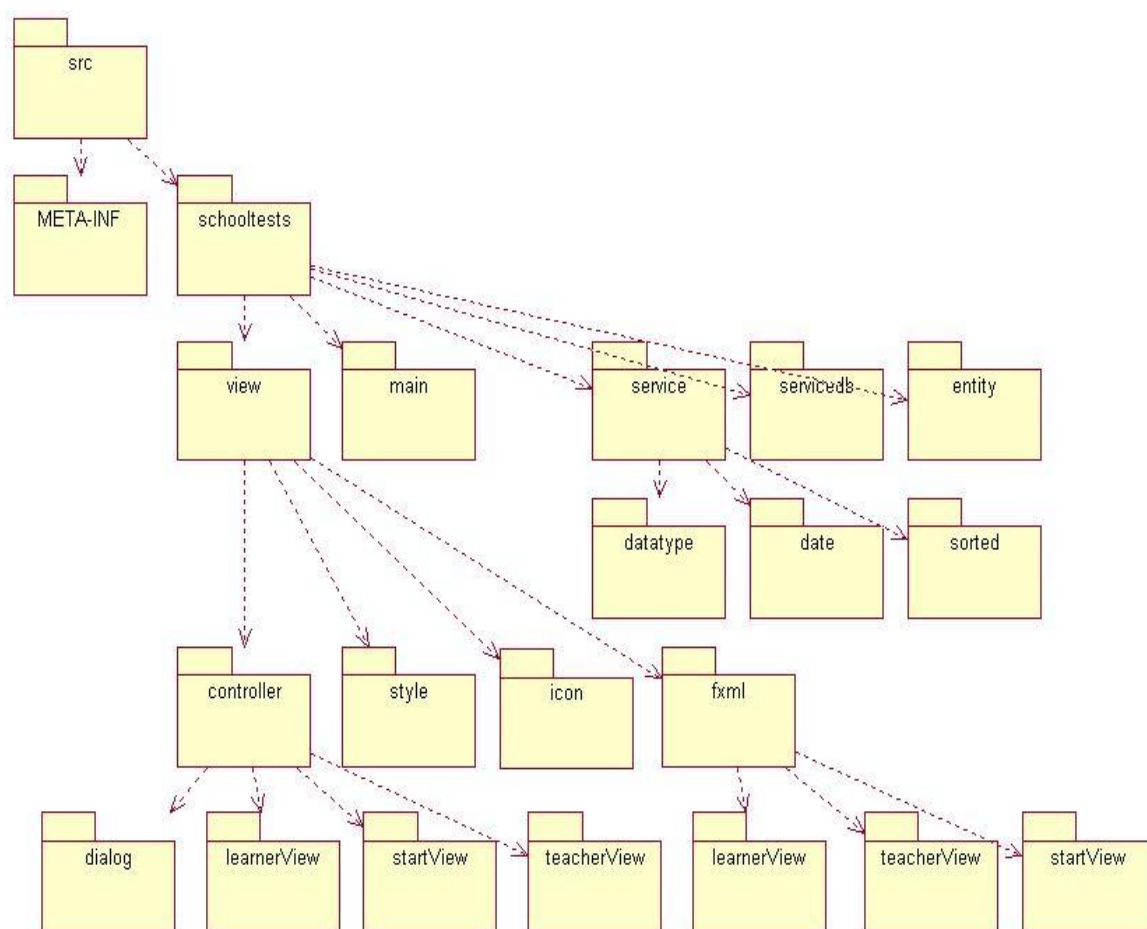 src
META-INF
schooltests
view
main
service
servicedb
entity
datatype
date
sorted
controller
style
icon
fxml
dialog
learnerView
startView
teacherView
learnerView
teacherView
startView